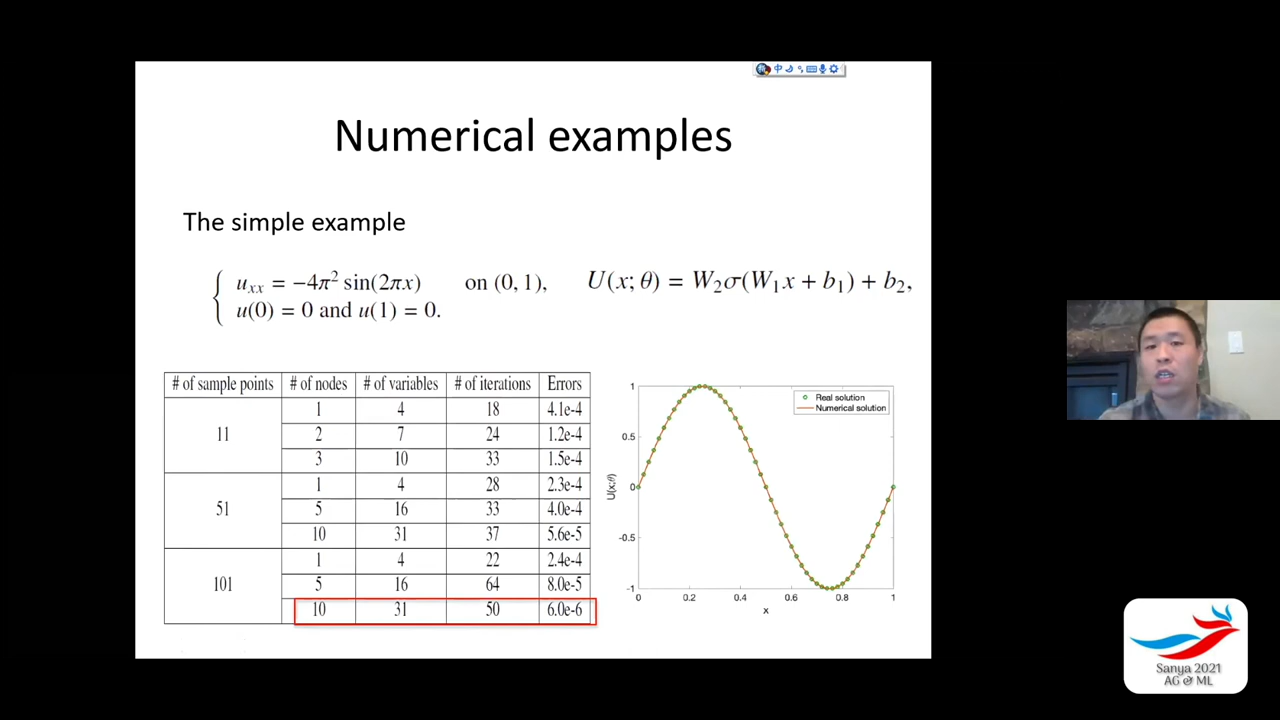 中
Numerical examples
The simple example
u_xx = −4π² sin(2πx) on (0, 1), U(x; θ) = W₂σ(W₁x + b₁) + b₂,
u(0) = 0 and u(1) = 0.
# of sample points # of nodes # of variables # of iterations Errors
11 1 4 18 4.1e-4
2 7 24 1.2e-4
3 10 33 1.5e-4
51 1 4 28 2.3e-4
5 16 33 4.0e-4
10 31 37 5.6e-5
101 1 4 22 2.4e-4
5 16 64 8.0e-5
10 31 50 6.0e-6
Real solution
Numerical solution
1
0.5
0
-0.5
-1
U(x;θ)
0 0.2 0.4 0.6 0.8 1
x
Sanya 2021
AG & ML